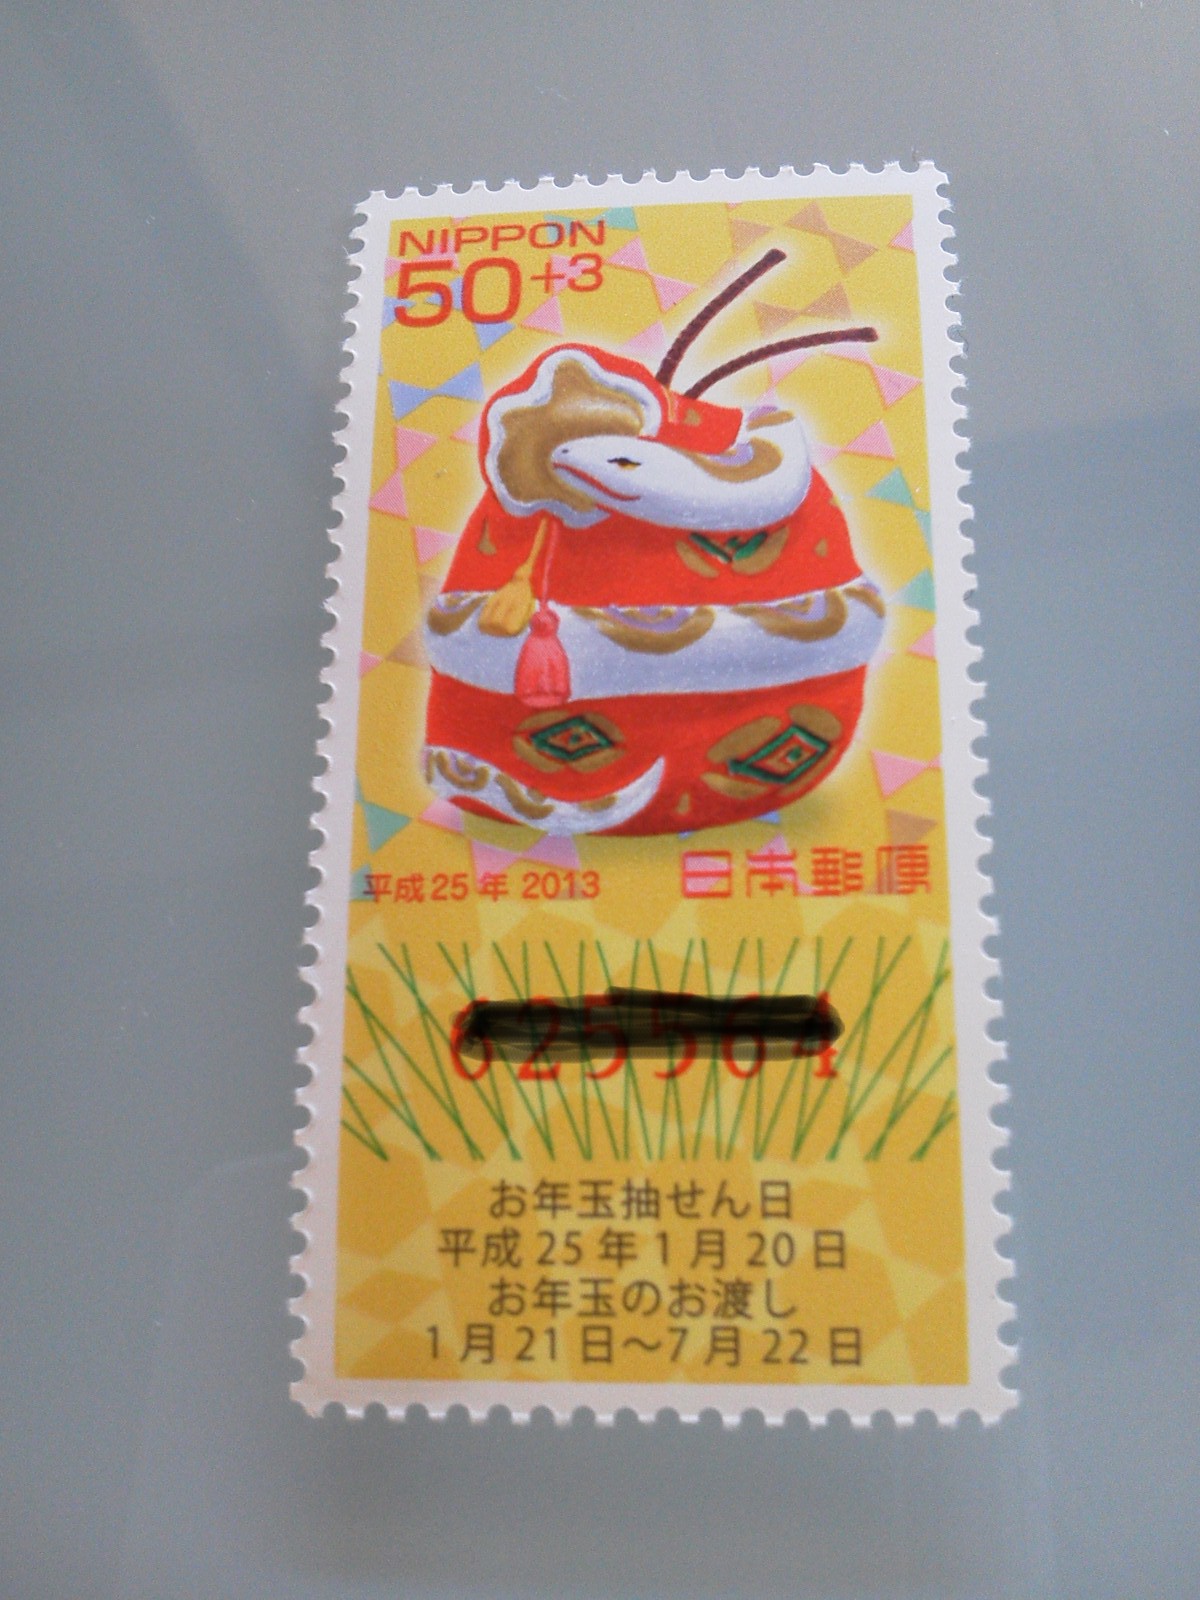 NIPPON
50+3
平成25年 2013
日本郵便
お年玉抽せん日
平成25年1月20日
お年玉のお渡し
1月21日～7月22日